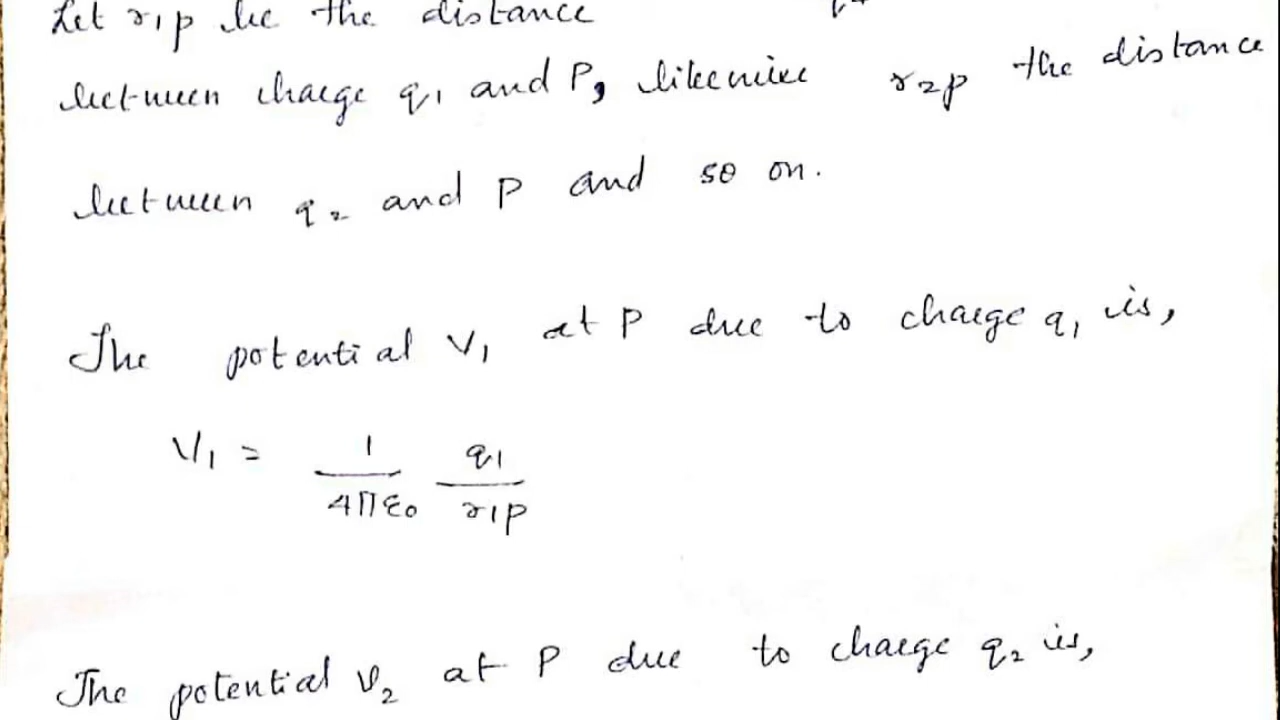 Let r1p be the distance
between charge q1 and P, likewise r2p the distance
between q2 and P and so on.
The potential V1 at P due to charge q1 is,
V1 = 1/4πε0 q1/r1p
The potential V2 at P due to charge q2 is,